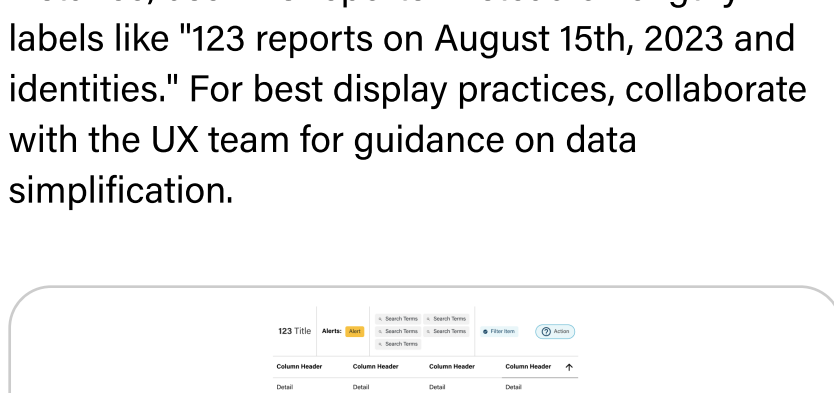 labels like "123 reports on August 15th, 2023 and
identities." For best display practices, collaborate
with the UX team for guidance on data
simplification.
123 Title Alerts: Alert Search Terms Search Terms
Search Terms Search Terms Filter Item Action
Search Terms
Column Header Column Header Column Header Column Header
Detail Detail Detail Detail